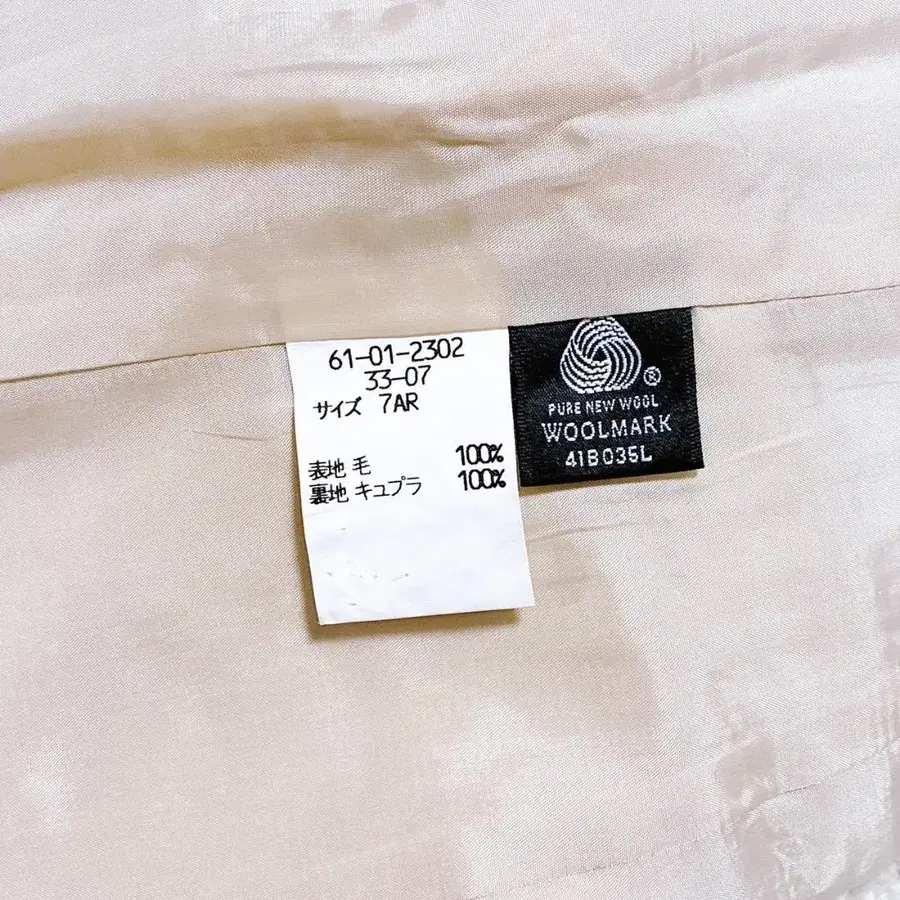 61-01-2302
33-07
サイズ 7AR
表地 毛 100%
裏地 キュプラ 100%
®
PURE NEW WOOL
WOOLMARK
41B035L